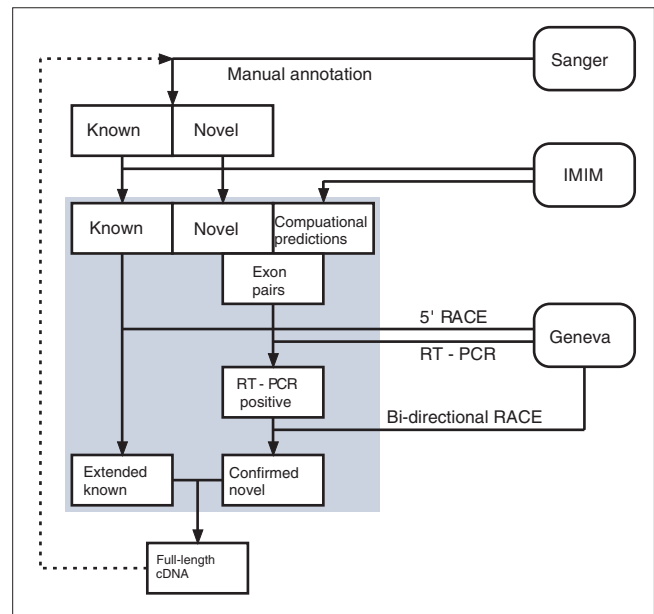 Sanger
Manual annotation
Known
Novel
IMIM
Known
Novel
Compuational
predictions
Exon
pairs
5' RACE
Geneva
RT - PCR
RT - PCR
positive
Bi-directional RACE
Extended
known
Confirmed
novel
Full-length
cDNA